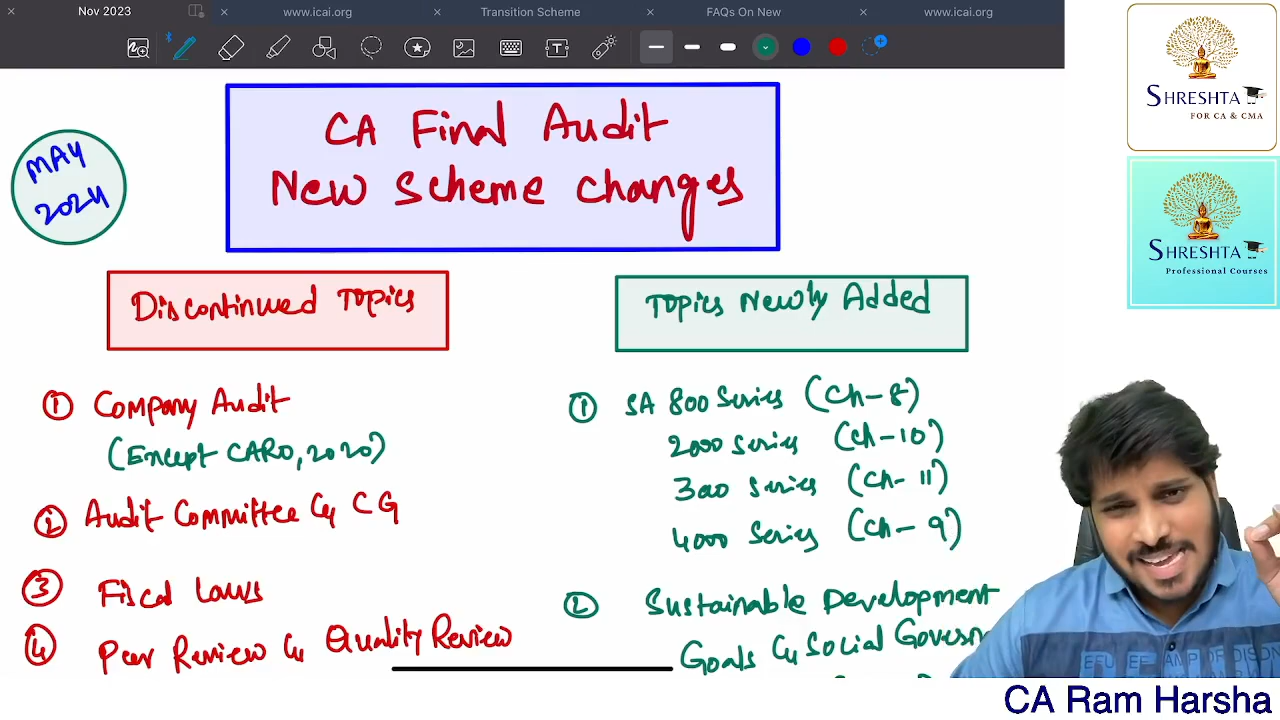 Nov 2023
www.icai.org
Transition Scheme
FAQs On New
www.icai.org
CA Final Audit
New Scheme Changes
MAY
2024
SHRESHTA
FOR CA & CMA
SHRESHTA
Professional Courses
Discontinued Topics
① Company Audit
(Except CARO, 2020)
② Audit Committee & CG
③ Fiscal Laws
④ Peer Review & Quality Review
Topics Newly Added
① SA 800 Series (Ch-8)
2000 Series (Ch-10)
3000 Series (Ch-11)
4000 Series (Ch-9)
② Sustainable Development
Goals & Social Govern
CA Ram Harsha